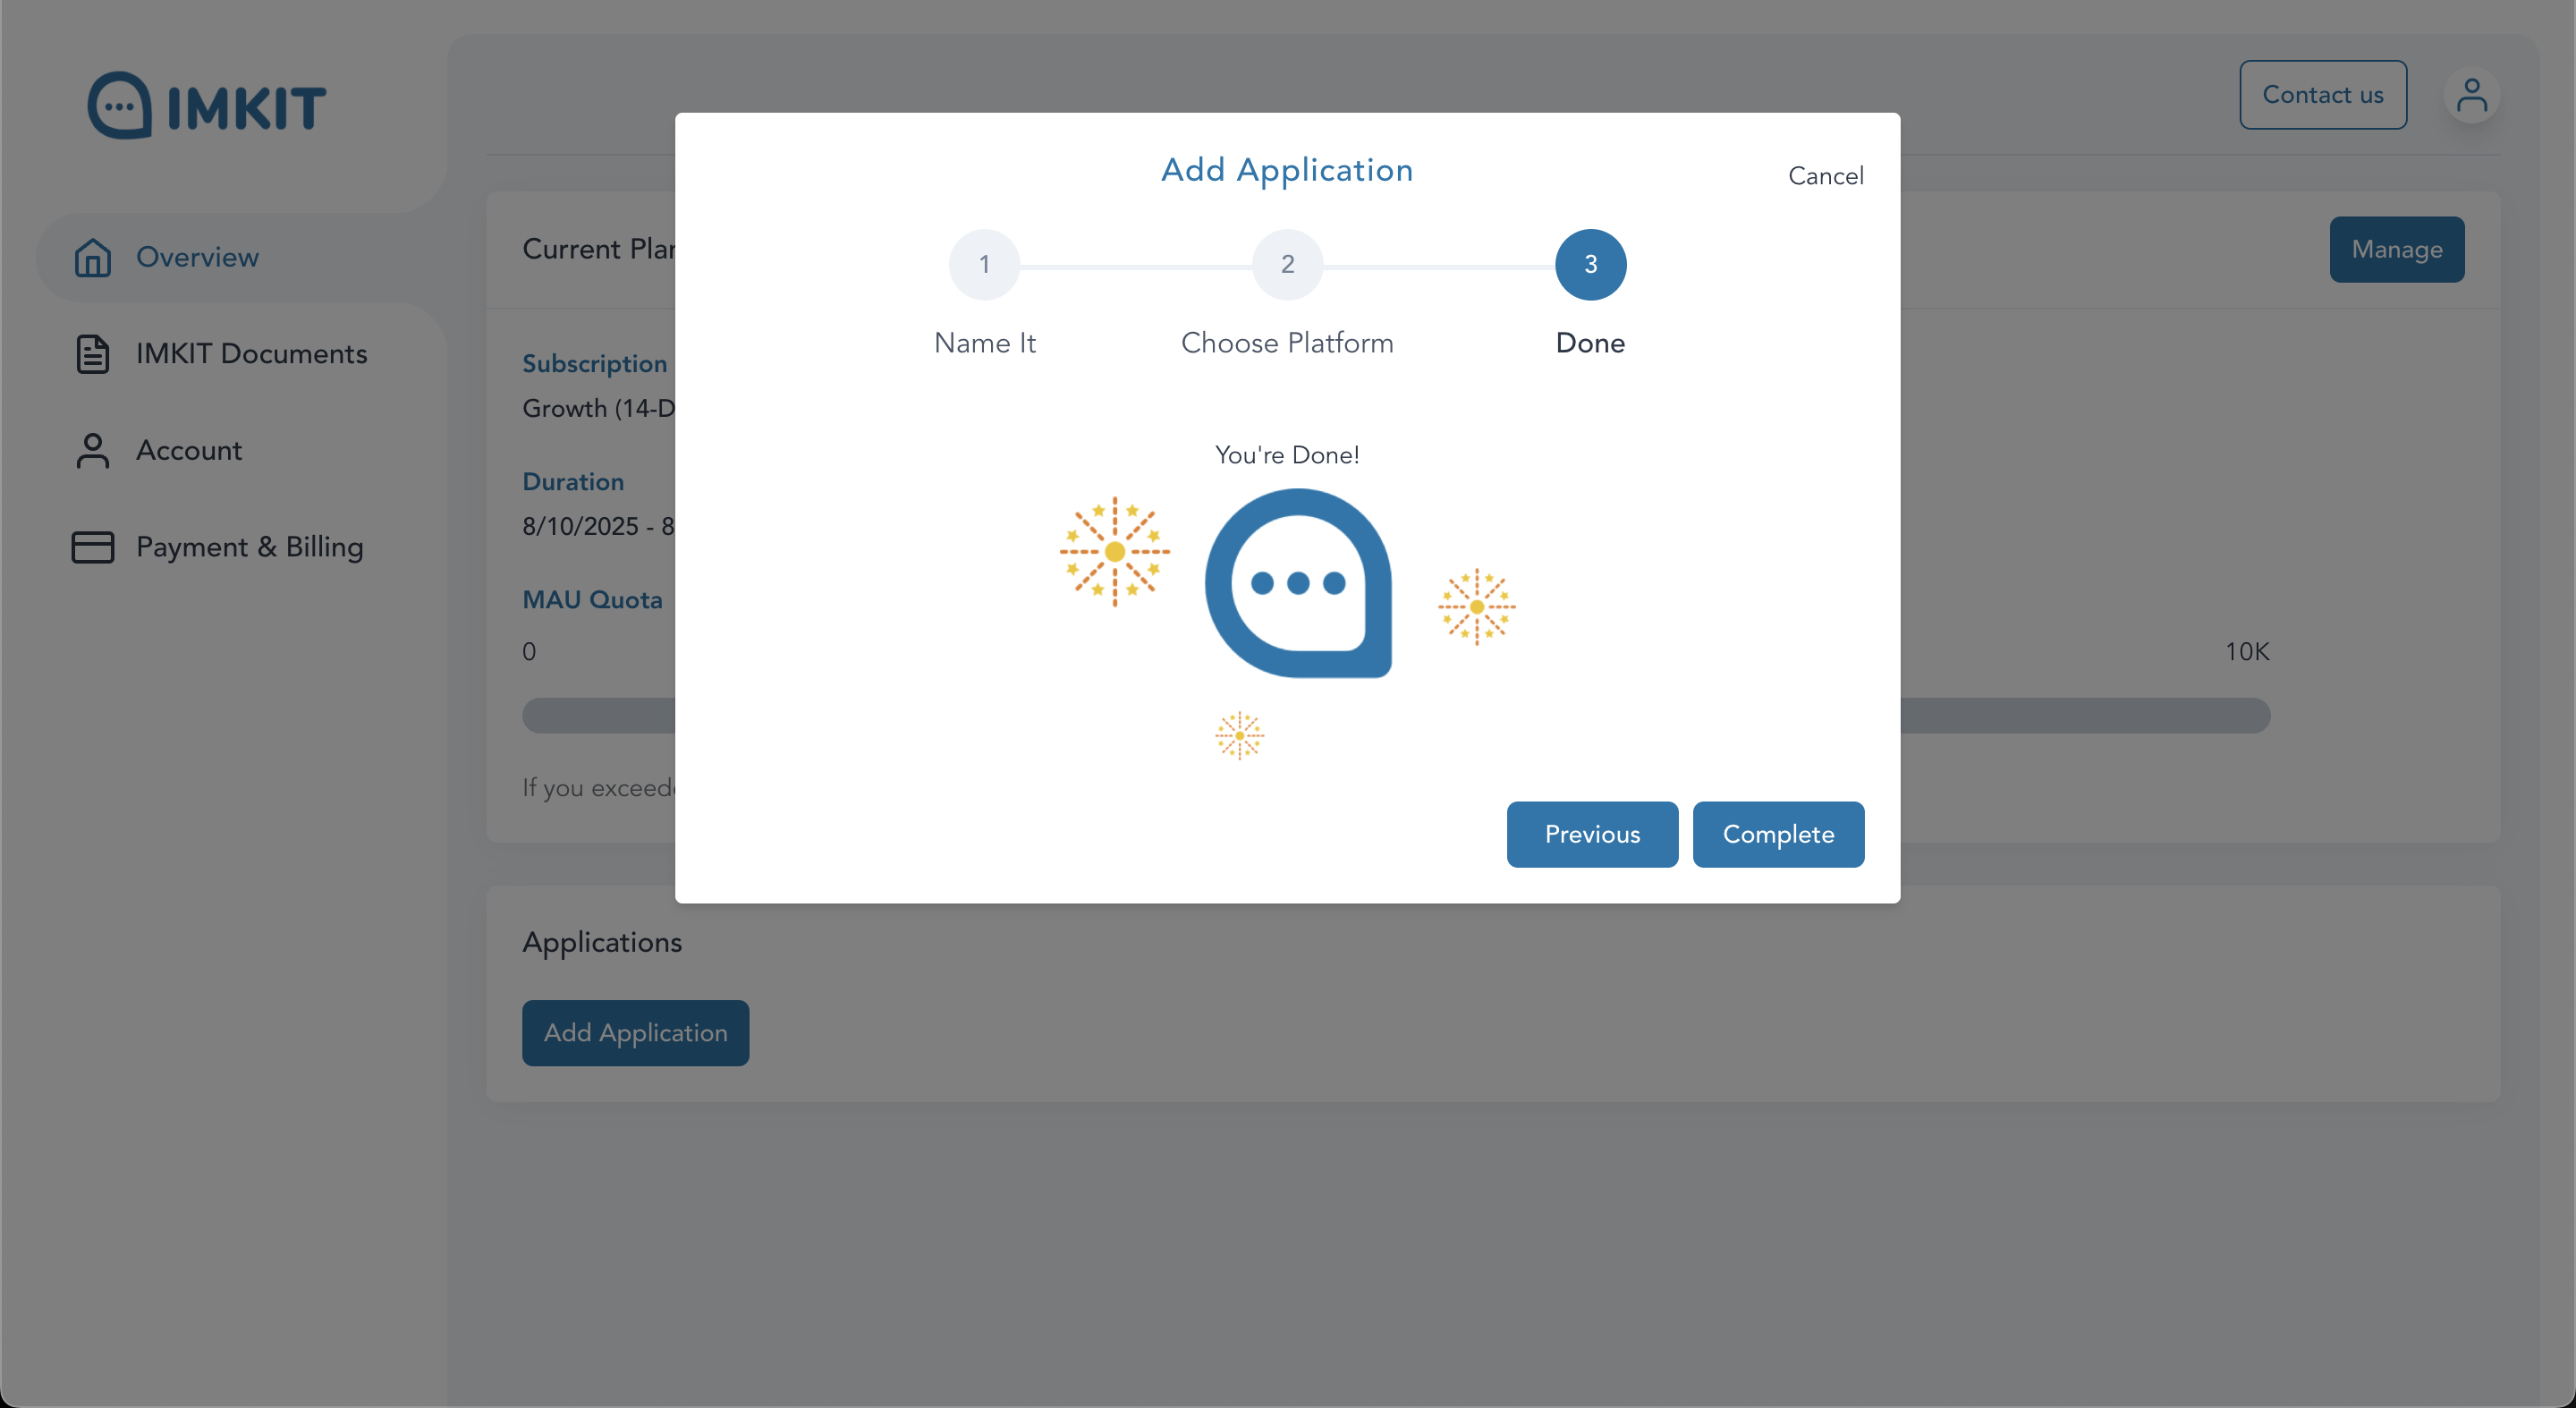 IMKIT
Contact us
Overview
IMKIT Documents
Account
Payment & Billing
Current Plan
Manage
Subscription
Growth (14-D
Duration
8/10/2025 - 8
MAU Quota
0
10K
If you exceed
Add Application
Cancel
1
2
3
Name It
Choose Platform
Done
You're Done!
Previous
Complete
Applications
Add Application